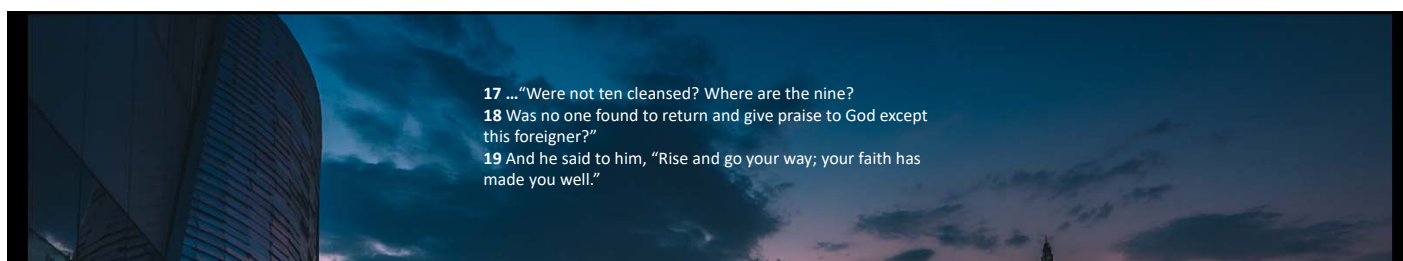 17 …“Were not ten cleansed? Where are the nine?
18 Was no one found to return and give praise to God except
this foreigner?”
19 And he said to him, “Rise and go your way; your faith has
made you well.”